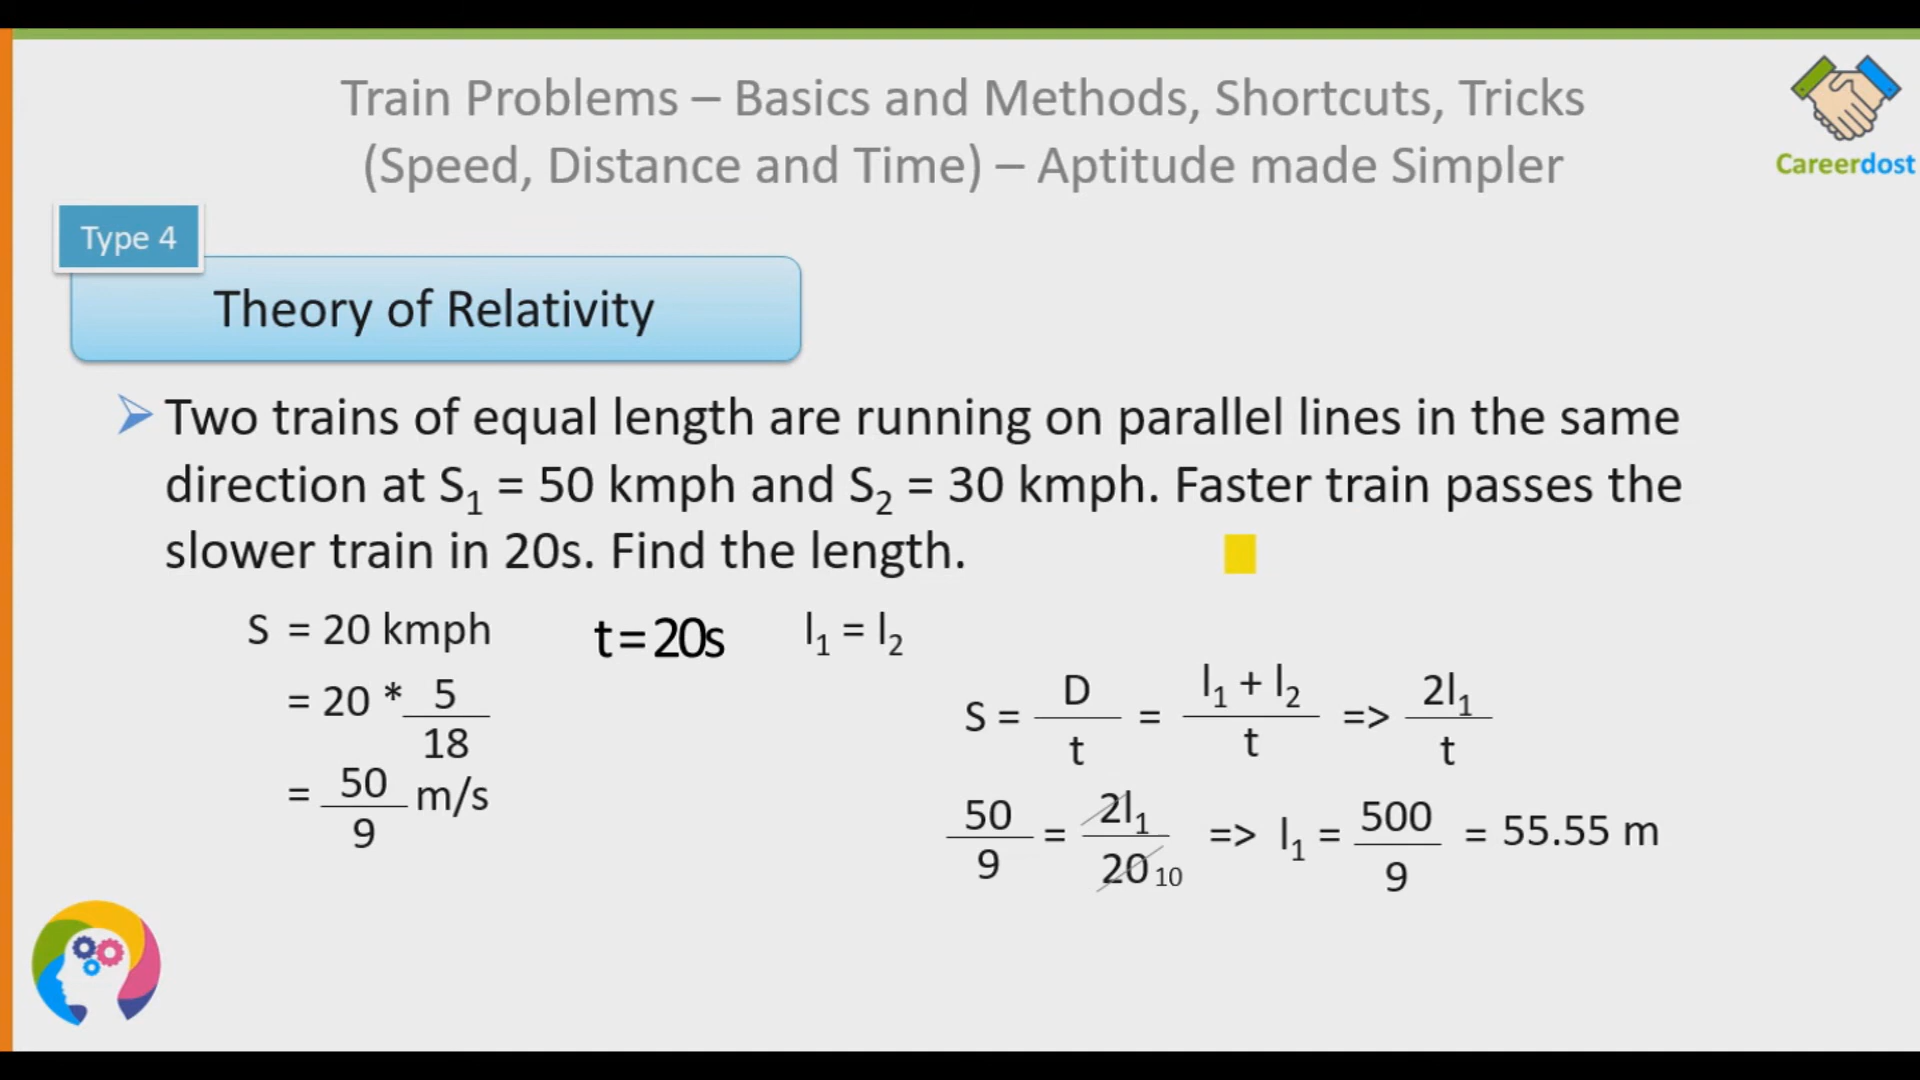 Train Problems – Basics and Methods, Shortcuts, Tricks
(Speed, Distance and Time) – Aptitude made Simpler
Careerdost
Type 4
Theory of Relativity
Two trains of equal length are running on parallel lines in the same
direction at S₁ = 50 kmph and S₂ = 30 kmph. Faster train passes the
slower train in 20s. Find the length.
S = 20 kmph
= 20 * 5/18
= 50/9 m/s
t=20s
l₁ = l₂
S = D/t = l₁ + l₂/t => 2l₁/t
50/9 = 2l₁/20 10 => l₁ = 500/9 = 55.55 m